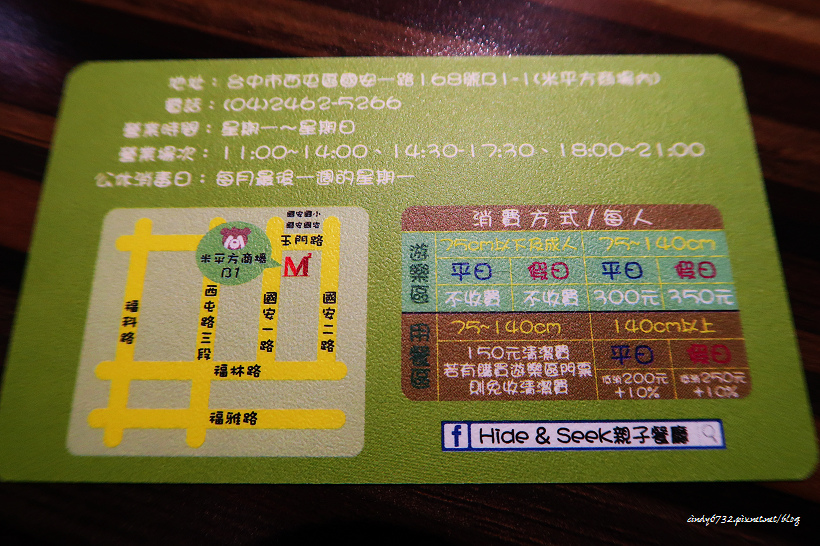 地址：台中市西屯區國安一路168號B1-1(米平方商場內)
電話：(04)2462-5266
營業時間：星期一~星期日
營業場次：11:00~14:00、14:30-17:30、18:00~21:00
公休消毒日：每月最後一週的星期一
國安國小
國安國宅
玉門路
米平方商場
B1
M
福科路
西屯路三段
國安一路
國安二路
福林路
福雅路
消費方式/每人
遊樂區
75cm以下及成人 75~140cm
平日 假日 平日 假日
不收費 不收費 300元 350元
用餐區
75~140cm 140cm以上
150元清潔費
若有購買遊樂區門票
則免收清潔費
平日 假日
低消200元 低消250元
+10% +10%
f Hide & Seek親子餐廳
cindy6732.pixnet.net/blog